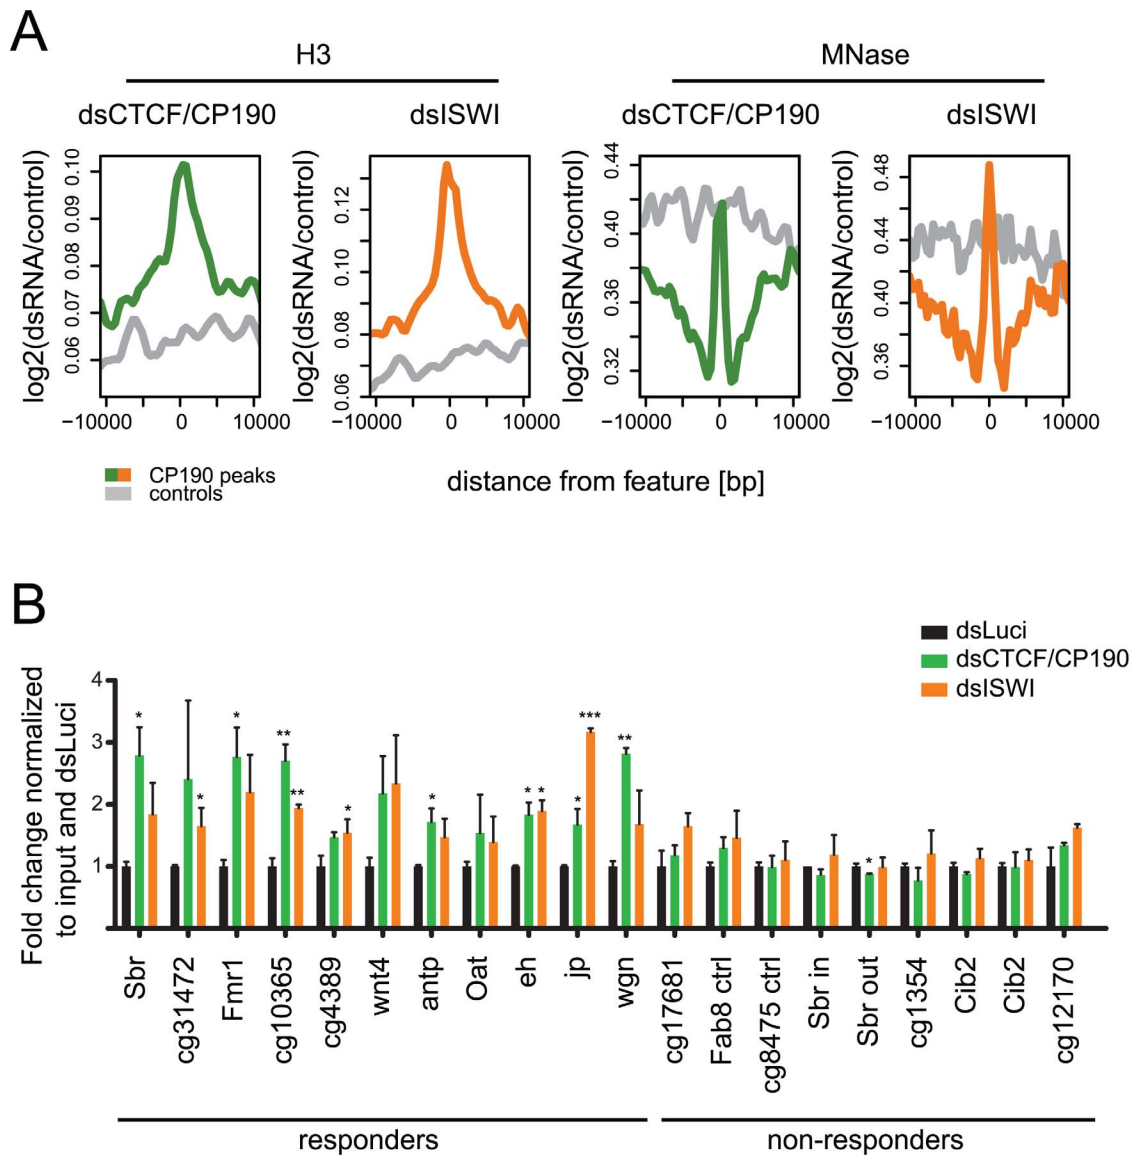 A
H3
MNase
dsCTCF/CP190
dsISWI
dsCTCF/CP190
dsISWI
log2(dsRNA/control)
0.10
0.09
0.08
0.07
0.06
−10000 0 10000
log2(dsRNA/control)
0.12
0.10
0.08
0.06
−10000 0 10000
log2(dsRNA/control)
0.44
0.40
0.36
0.32
−10000 0 10000
log2(dsRNA/control)
0.48
0.44
0.40
0.36
−10000 0 10000
CP190 peaks
controls
distance from feature [bp]
B
dsLuci
dsCTCF/CP190
dsISWI
Fold change normalized
to input and dsLuci
4
3
2
1
*
*
*
**
**
*
*
*
*
*
***
**
*
Sbr
cg31472
Fmr1
cg10365
cg4389
wnt4
antp
Oat
eh
jp
wgn
cg17681
Fab8 ctrl
cg8475 ctrl
Sbr in
Sbr out
cg1354
Cib2
Cib2
cg12170
responders
non-responders